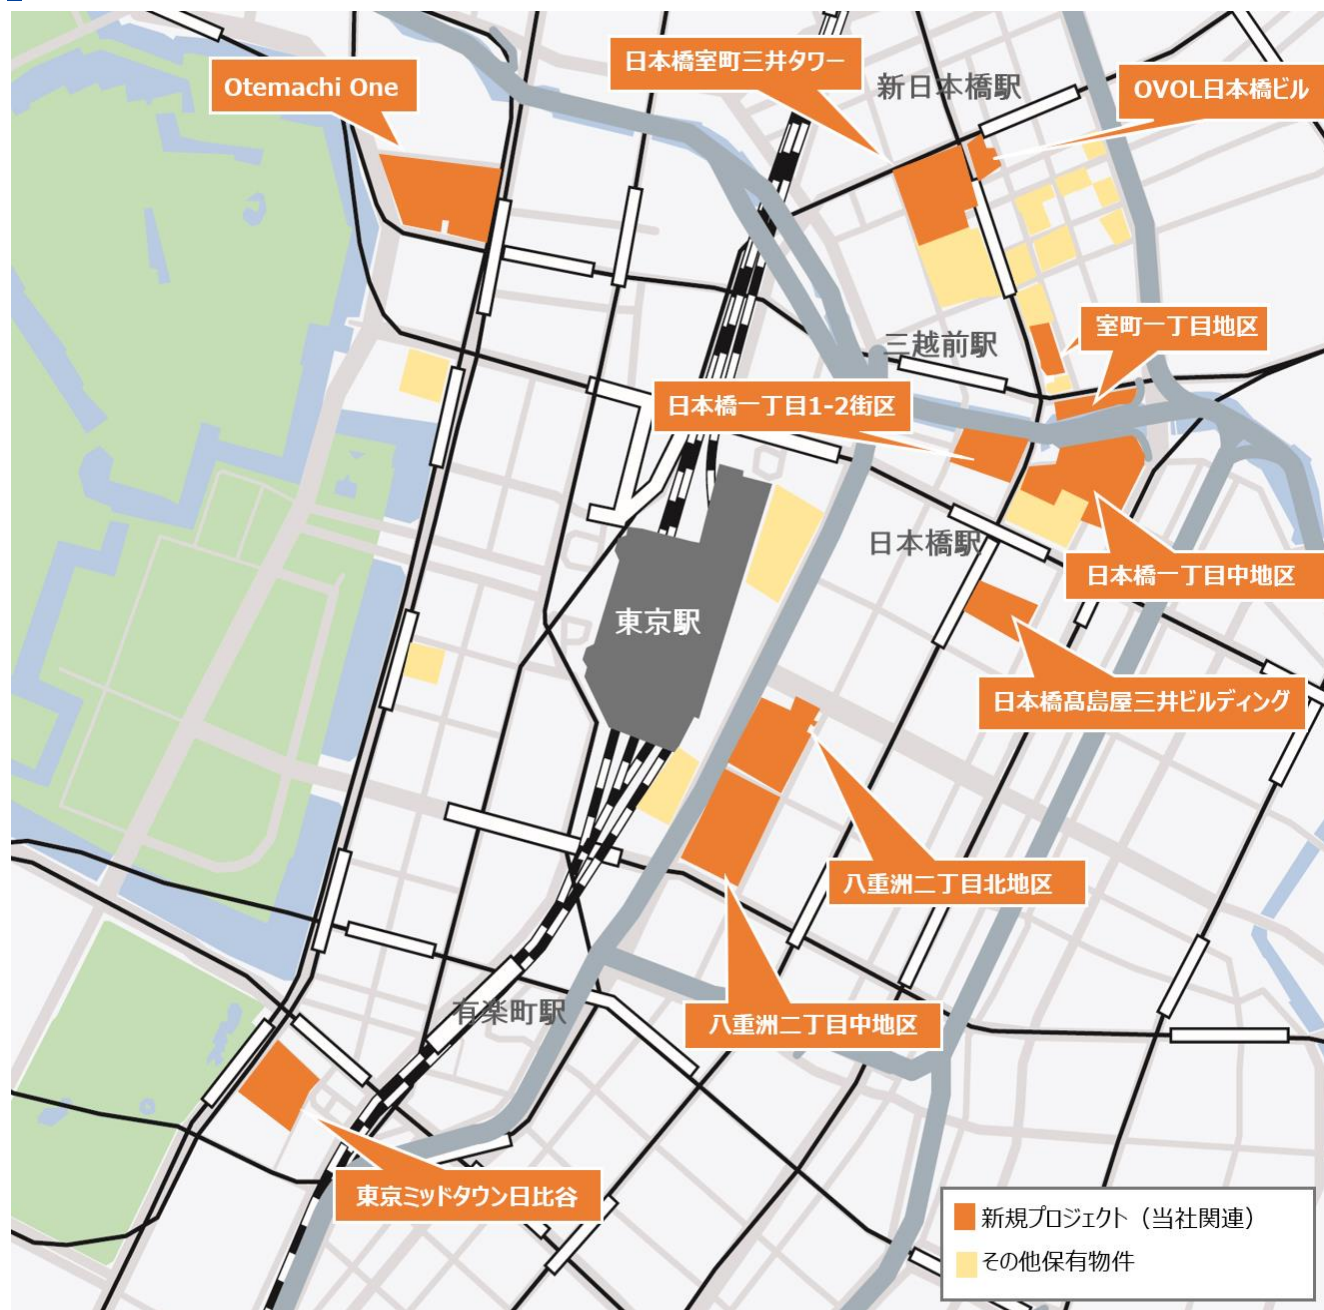 日本橋室町三井タワー
Otemachi One
新日本橋駅
OVOL日本橋ビル
室町一丁目地区
三越前駅
日本橋一丁目1-2街区
日本橋駅
日本橋一丁目中地区
東京駅
日本橋髙島屋三井ビルディング
八重洲二丁目北地区
有楽町駅
八重洲二丁目中地区
東京ミッドタウン日比谷
新規プロジェクト（当社関連）
その他保有物件